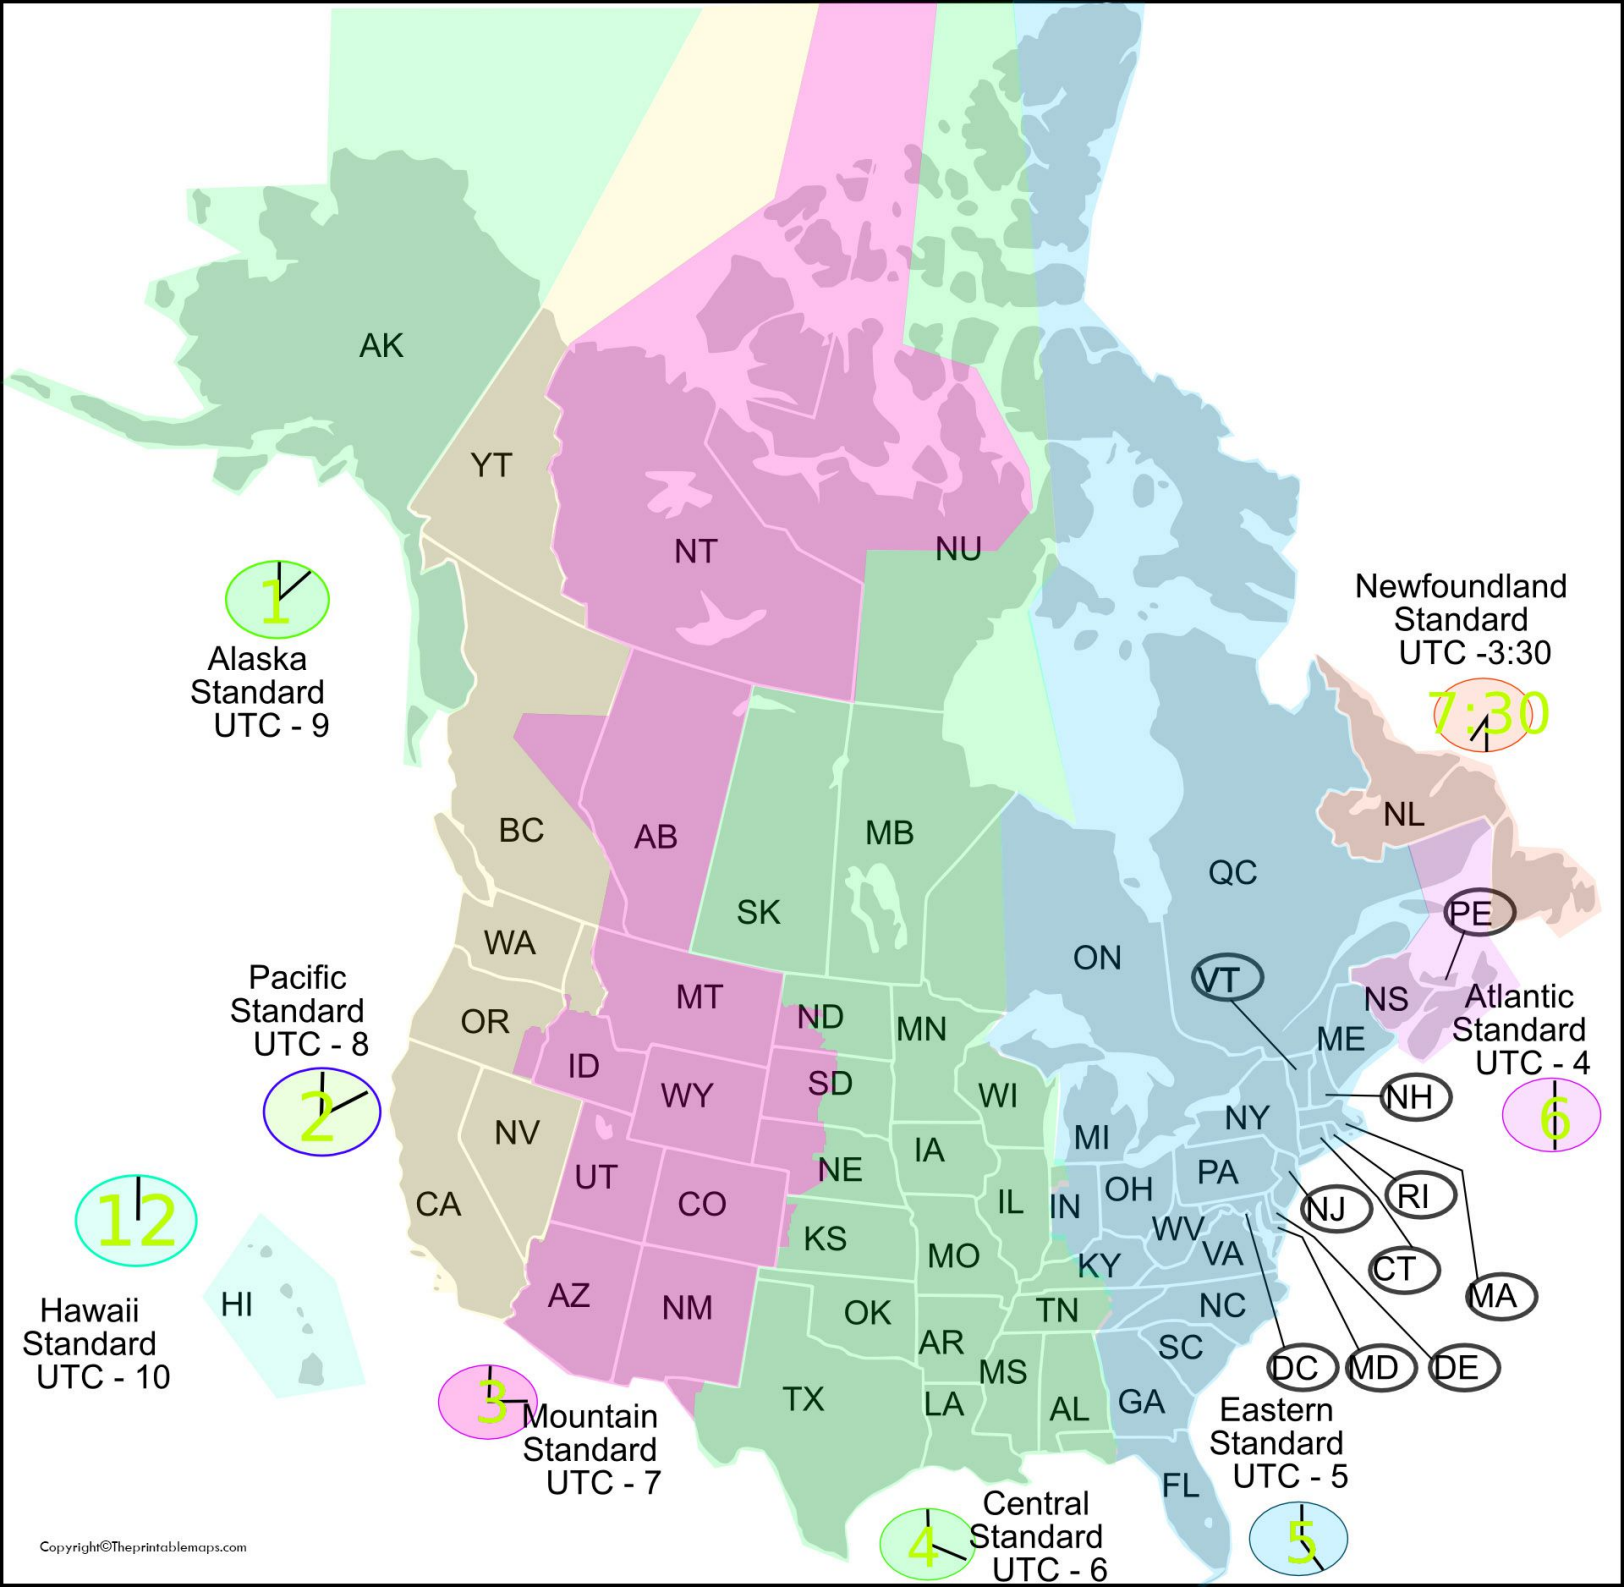 AK
YT
NT
NU
1
Alaska
Standard
UTC - 9
Newfoundland
Standard
UTC -3:30
7:30
NL
BC
AB
SK
MB
ON
QC
PE
VT
NS
ME
Atlantic
Standard
UTC - 4
6
Pacific
Standard
UTC - 8
2
WA
OR
ID
MT
WY
ND
SD
MN
WI
MI
NY
NH
NV
CA
UT
CO
NE
IA
IL
IN
OH
PA
WV
VA
KY
NJ
RI
CT
MA
12
HI
Hawaii
Standard
UTC - 10
KS
MO
AZ
NM
OK
AR
TN
NC
SC
MS
LA
AL
GA
TX
FL
DC
MD
DE
3
Mountain
Standard
UTC - 7
4
Central
Standard
UTC - 6
Eastern
Standard
UTC - 5
5
Copyright©Theprintablemaps.com